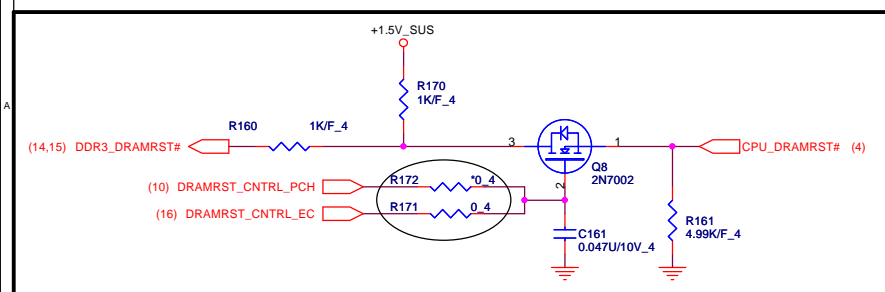 +1.5V_SUS
A
R170
1K/F_4
R160 1K/F_4
(14,15) DDR3_DRAMRST# 3 1 CPU_DRAMRST# (4)
Q8
2N7002
2
(10) DRAMRST_CNTRL_PCH R172 *0_4
(16) DRAMRST_CNTRL_EC R171 0_4
C161
0.047U/10V_4
R161
4.99K/F_4